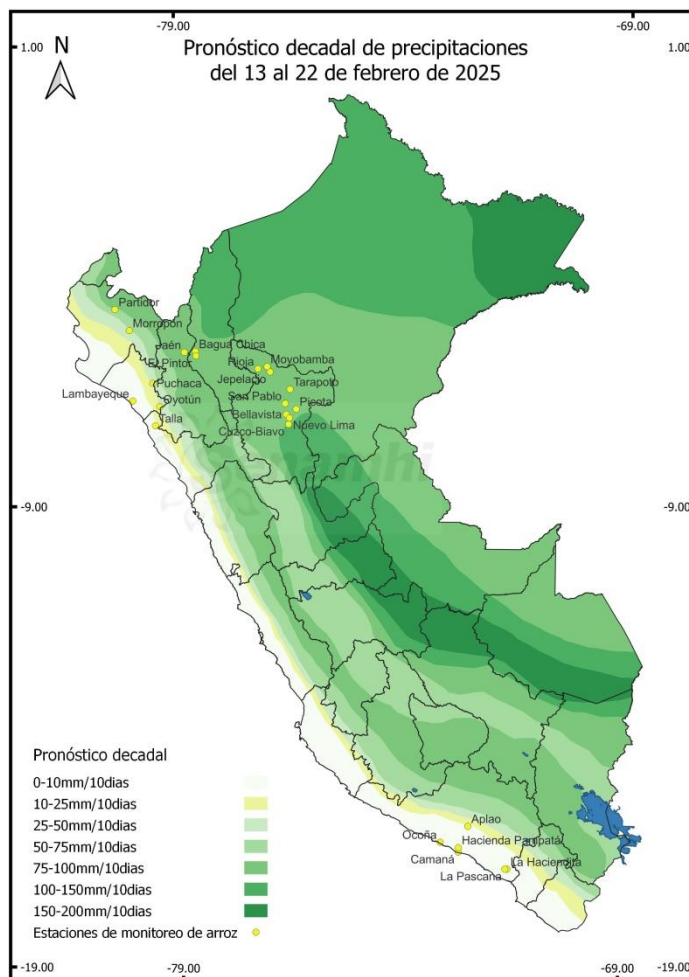 -79.00
-69.00
1.00
1.00
N
Pronóstico decadal de precipitaciones
del 13 al 22 de febrero de 2025
Partidor
Morropón
Jaén
Bagua Chica
El Pintor
Rioja
Moyobamba
Jepelacio
Tarapoto
Puchaca
San Pablo
Picota
Lambayeque
Oyotún
Bellavista
Talla
Cuzco-Biavo
Nuevo Lima
senamhi
-9.00
-9.00
Pronóstico decadal
0-10mm/10dias
10-25mm/10dias
25-50mm/10dias
50-75mm/10dias
75-100mm/10dias
100-150mm/10dias
150-200mm/10dias
Estaciones de monitoreo de arroz
Aplao
Ocoña
Hacienda Pampata
Camaná
La Haciendita
La Pascana
-19.00
-19.00
-79.00
-69.00